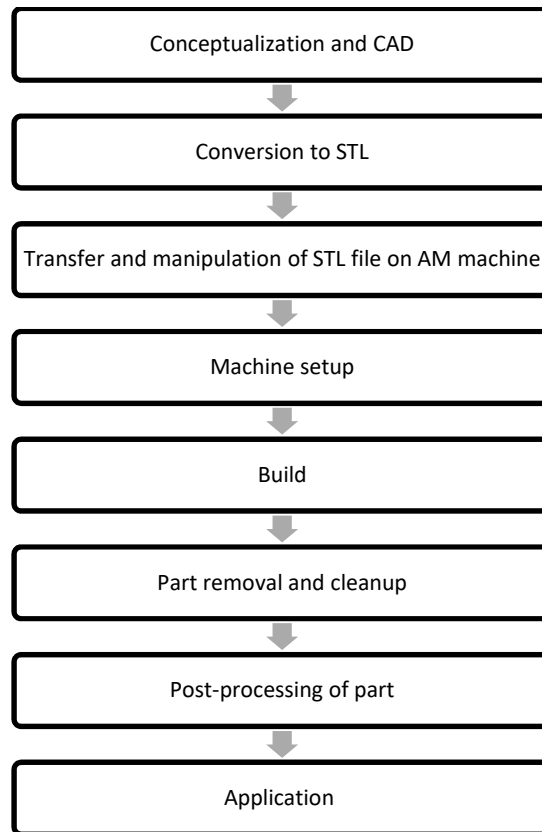 Conceptualization and CAD
Conversion to STL
Transfer and manipulation of STL file on AM machine
Machine setup
Build
Part removal and cleanup
Post-processing of part
Application